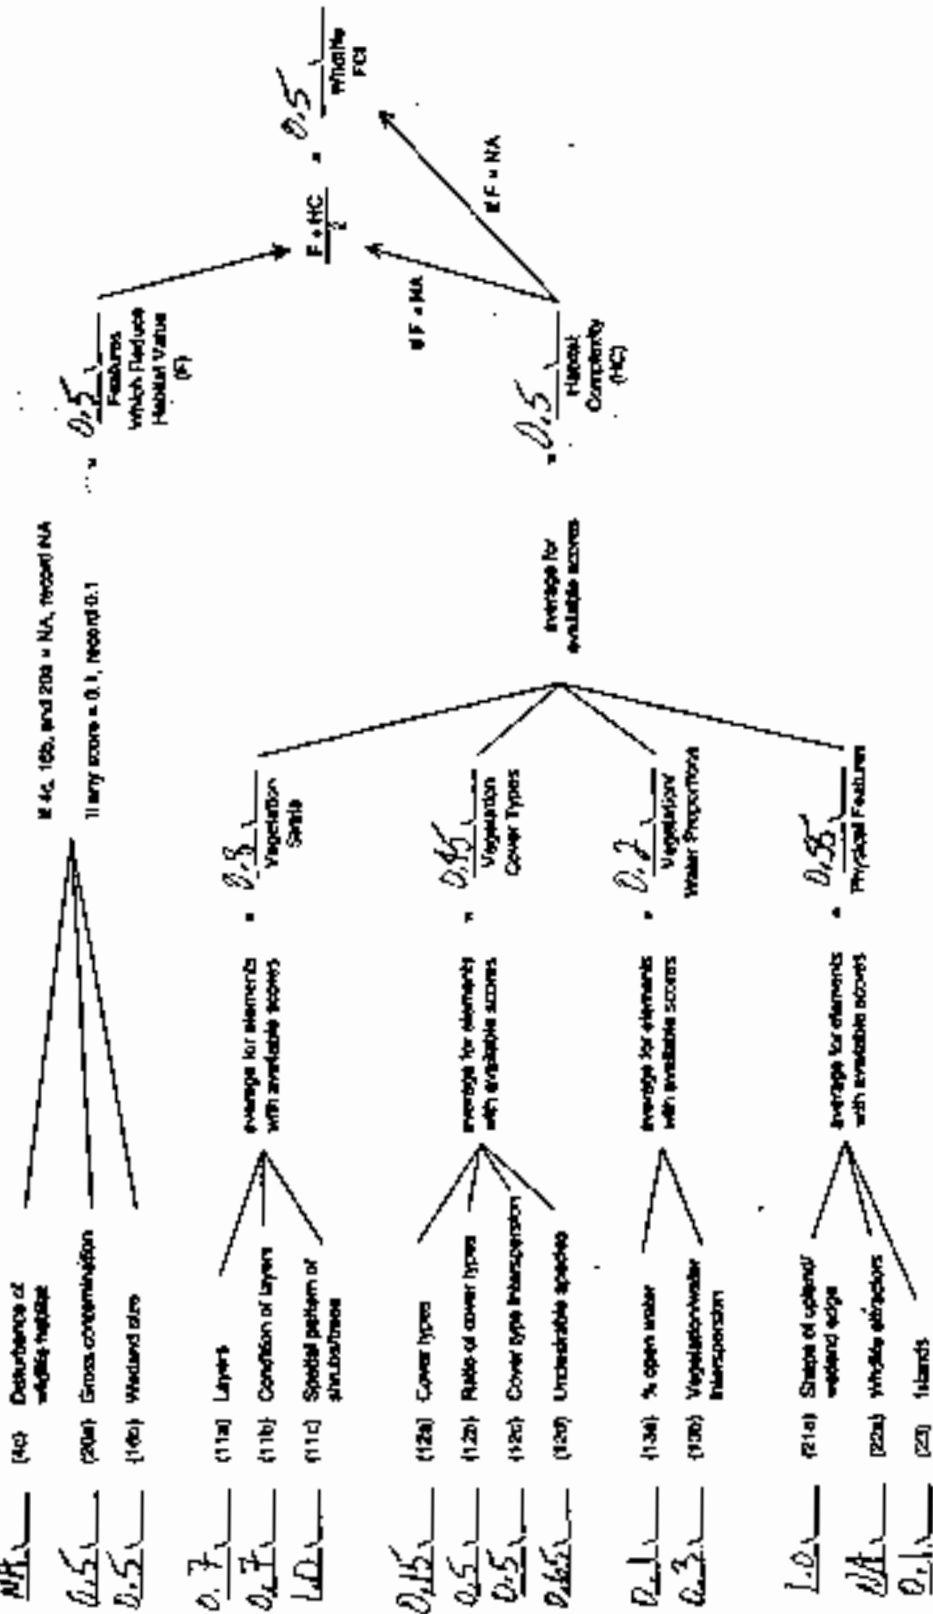 NA (4c) Disturbance of
wildlife habitat
0.5 (20a) Gross contamination
0.5 (16b) Wetland size
If 4c, 16b, and 20a = NA, record NA
If any score = 0.1, record 0.1
= 0.5
Features
Which Reduce
Habitat Value
(F)
0.7 (11a) Layers
0.7 (11b) Condition of layers
1.0 (11c) Spatial pattern of
shrubs/trees
average for elements
with available scores
= 0.8
Vegetation
Strata
0.15 (12a) Cover types
0.5 (12b) Ratio of cover types
0.5 (12c) Cover type interspersion
0.65 (12d) Undesirable species
average for elements
with available scores
=
Vegetation
Cover Types
0.1 (13a) % open water
0.3 (13b) Vegetation/water
interspersion
average for elements
with available scores
= 0.2
Vegetation/
Water Proportions
1.0 (21a) Shape of upland/
wetland edge
NA (22a) Wildlife attractors
0.1 (23) Islands
average for elements
with available scores
=
Physical Features
average for
available scores
= 0.5
Habitat
Complexity
(HC)
If F = NA
If F = NA
F + HC
2
= 0.5
Wildlife
FCI